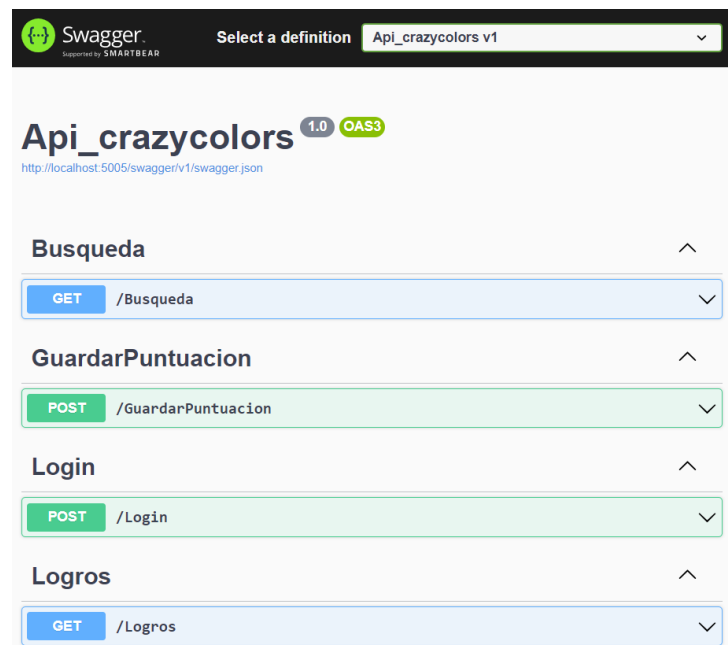 Swagger.
Supported by SMARTBEAR
Select a definition
Api_crazycolors v1
Api_crazycolors 1.0 OAS3
http://localhost:5005/swagger/v1/swagger.json
Busqueda
GET /Busqueda
GuardarPuntuacion
POST /GuardarPuntuacion
Login
POST /Login
Logros
GET /Logros